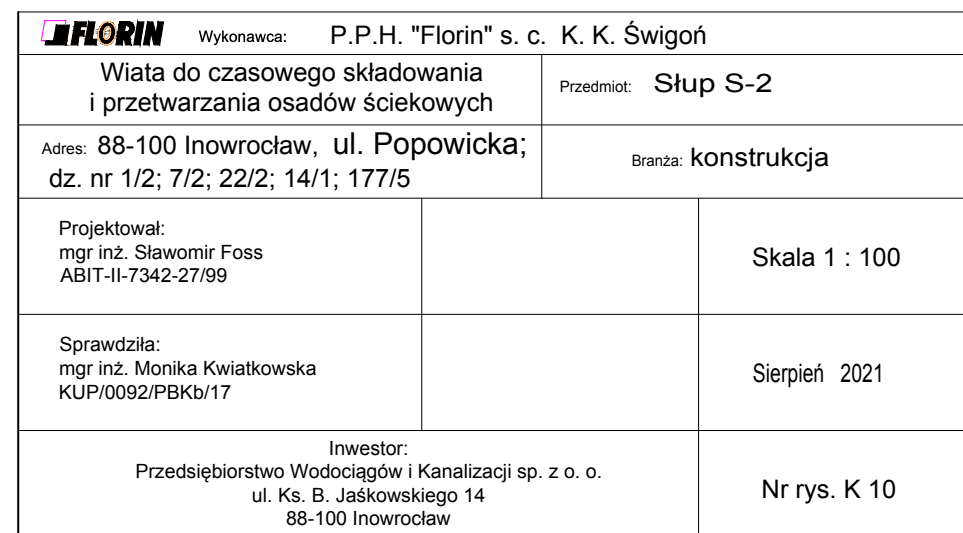 FLORIN Wykonawca: P.P.H. "Florin" s. c. K. K. Świgoń
Wiata do czasowego składowania
i przetwarzania osadów ściekowych
Przedmiot: Słup S-2
Adres: 88-100 Inowrocław, ul. Popowicka;
dz. nr 1/2; 7/2; 22/2; 14/1; 177/5
Branża: konstrukcja
Projektował:
mgr inż. Sławomir Foss
ABIT-II-7342-27/99
Skala 1 : 100
Sprawdziła:
mgr inż. Monika Kwiatkowska
KUP/0092/PBKb/17
Sierpień 2021
Inwestor:
Przedsiębiorstwo Wodociągów i Kanalizacji sp. z o. o.
ul. Ks. B. Jaśkowskiego 14
88-100 Inowrocław
Nr rys. K 10